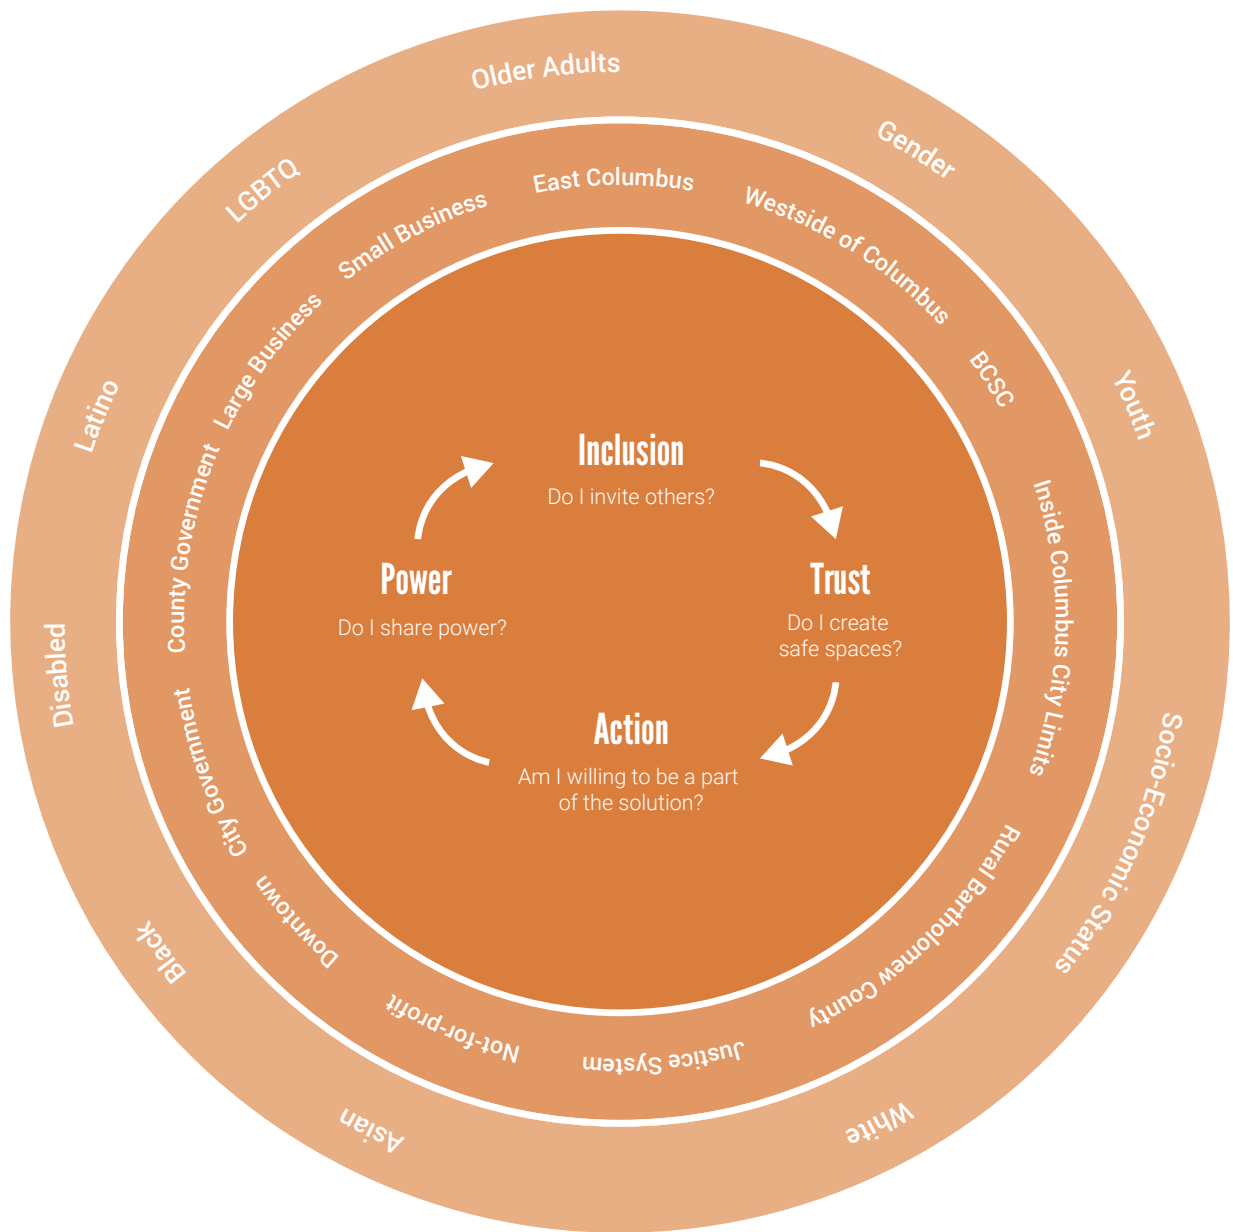 Older Adults
Gender
Youth
Socio-Economic Status
White
Asian
Black
Disabled
Latino
LGBTQ
East Columbus
Westside of Columbus
BCSC
Inside Columbus City Limits
Rural Bartholomew County
Justice System
Not-for-profit
Downtown
City Government
County Government
Large Business
Small Business
Inclusion
Do I invite others?
Trust
Do I create
safe spaces?
Action
Am I willing to be a part
of the solution?
Power
Do I share power?